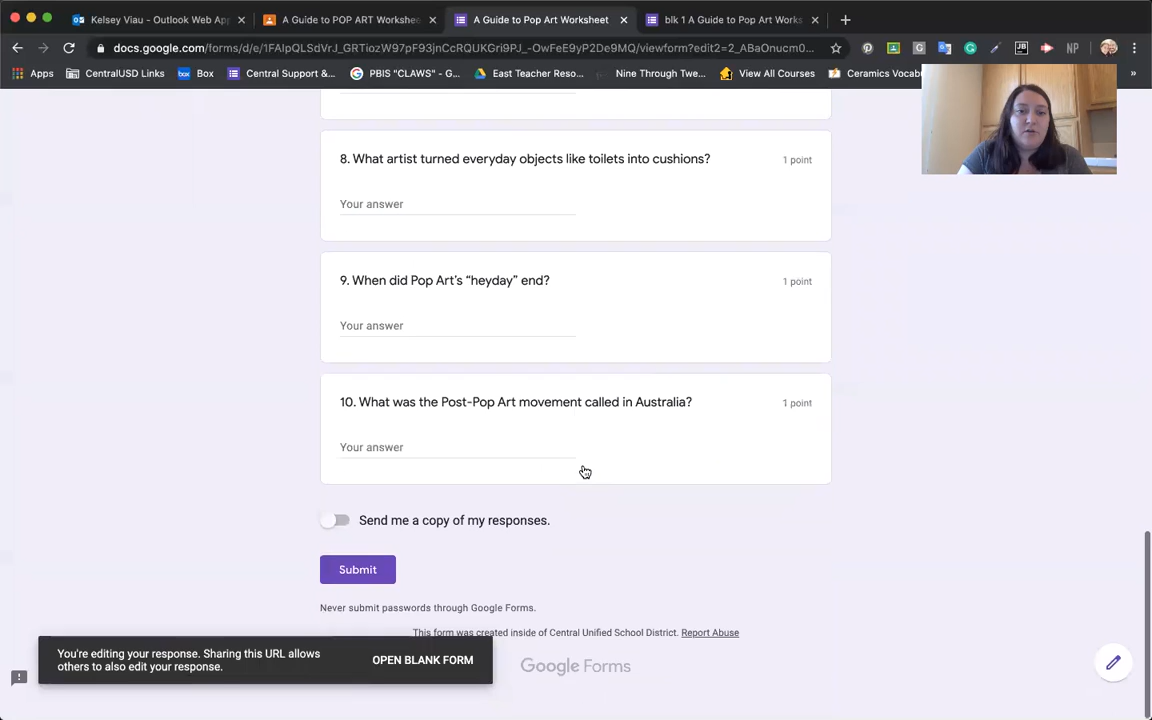 Kelsey Viau - Outlook Web App
A Guide to POP ART Workshee
A Guide to Pop Art Worksheet
blk 1 A Guide to Pop Art Works
docs.google.com/forms/d/e/1FAIpQLSdVrJ_GRTiozW97pF93jnCcRQUKGri9PJ_-OwFeE9yP2De9MQ/viewform?edit2=2_ABaOnucm0...
Apps
CentralUSD Links
box Box
Central Support &...
PBIS "CLAWS" - G...
East Teacher Reso...
Nine Through Twe...
View All Courses
Ceramics Vocabu
»
8. What artist turned everyday objects like toilets into cushions?
1 point
Your answer
9. When did Pop Art's “heyday” end?
1 point
Your answer
10. What was the Post-Pop Art movement called in Australia?
1 point
Your answer
Send me a copy of my responses.
Submit
Never submit passwords through Google Forms.
This form was created inside of Central Unified School District. Report Abuse
You're editing your response. Sharing this URL allows
others to also edit your response.
OPEN BLANK FORM
Google Forms